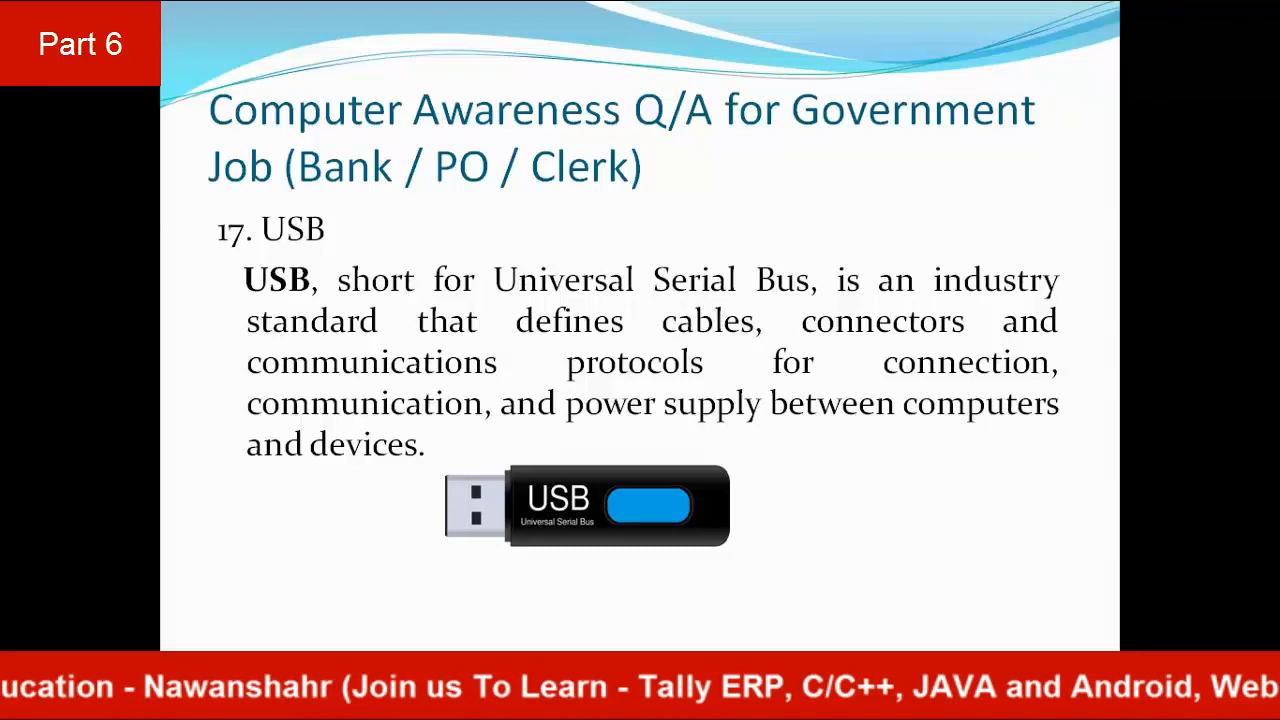 Part 6
Computer Awareness Q/A for Government
Job (Bank / PO / Clerk)
17. USB
USB, short for Universal Serial Bus, is an industry
standard that defines cables, connectors and
communications protocols for connection,
communication, and power supply between computers
and devices.
USB
Universal Serial Bus
ucation - Nawanshahr (Join us To Learn - Tally ERP, C/C++, JAVA and Android, Web